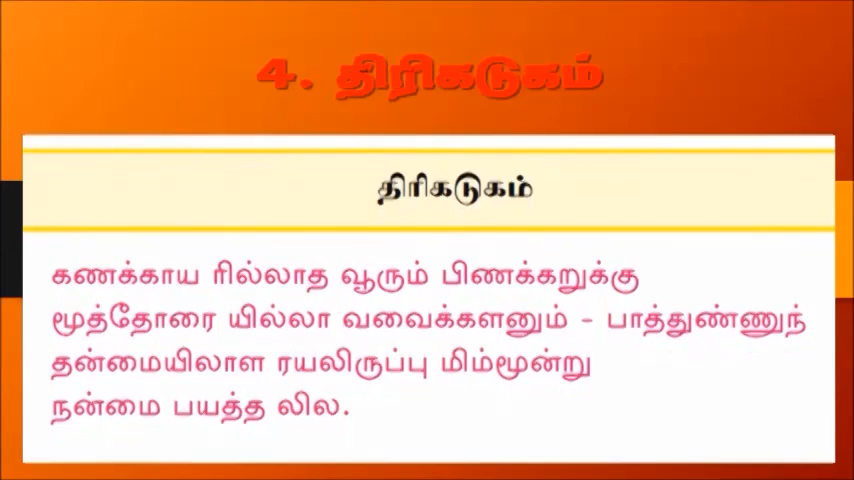 4. திரிகடுகம்
திரிகடுகம்
கணக்காய ரில்லாத வூரும் பிணக்கறுக்கு
மூத்தோரை யில்லா வவைக்களனும் - பாத்துண்ணுந்
தன்மையிலாள ரயலிருப்பு மிம்மூன்று
நன்மை பயத்த லில.